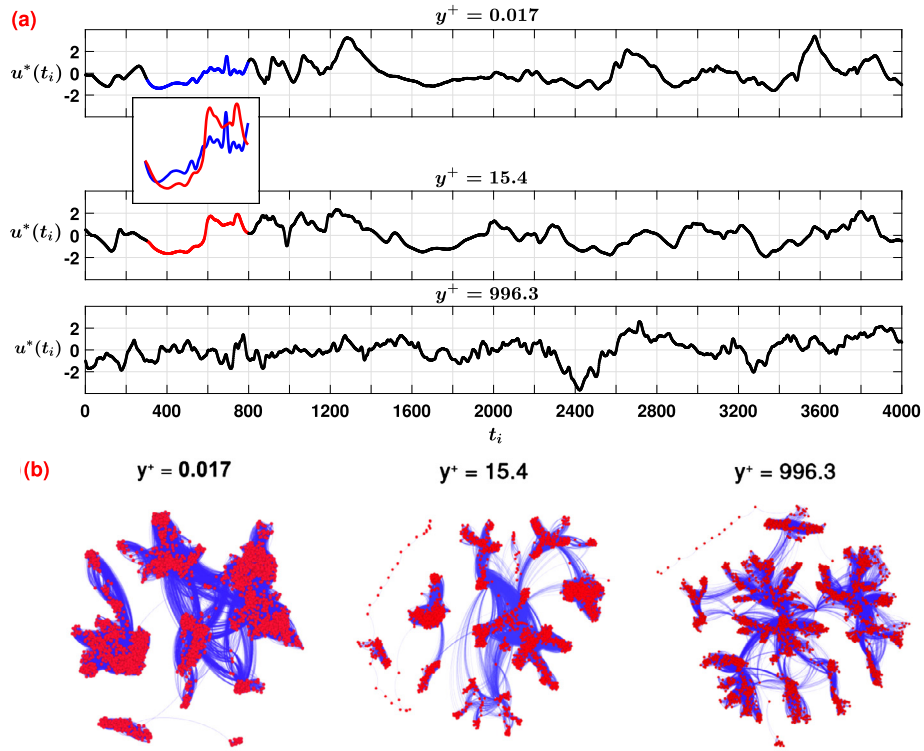 (a)
y⁺ = 0.017
u*(tᵢ)
2
0
-2
y⁺ = 15.4
u*(tᵢ)
2
0
-2
y⁺ = 996.3
u*(tᵢ)
2
0
-2
0 400 800 1200 1600 2000 2400 2800 3200 3600 4000
tᵢ
(b)
y⁺ = 0.017 y⁺ = 15.4 y⁺ = 996.3